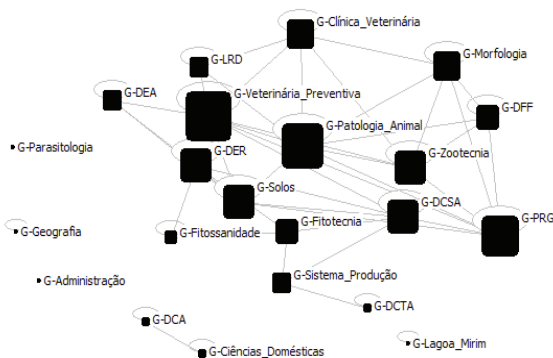 G-Clínica_Veterinária
G-LRD
G-Morfologia
G-DEA
G-Veterinária_Preventiva
G-DFF
G-Patologia_Animal
G-Parasitologia
G-DER
G-Zootecnia
G-Solos
G-DCSA
G-PRG
G-Geografia
G-Fitossanidade
G-Fitotecnia
G-Administração
G-Sistema_Produção
G-DCA
G-DCTA
G-Ciências_Domésticas
G-Lagoa_Mirim